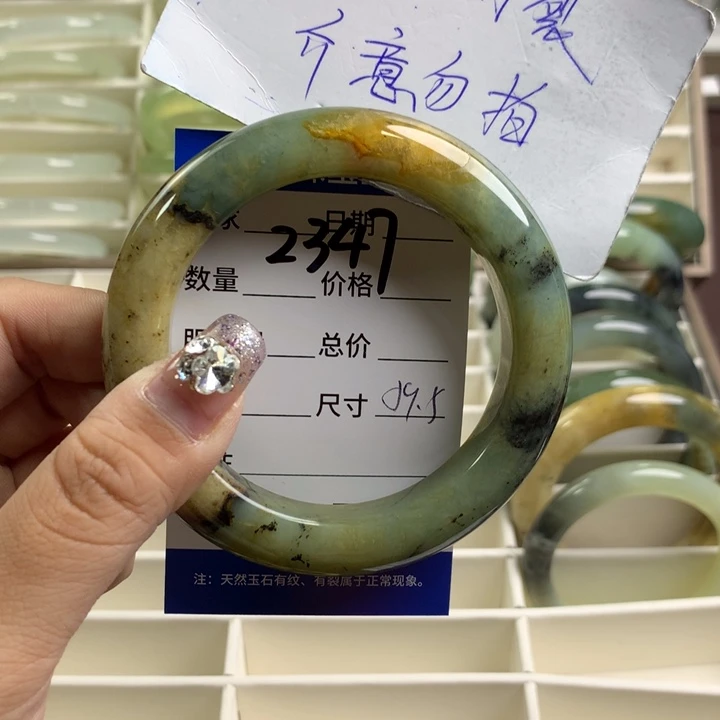 裂
介意勿拍
日期
2347
数量 价格
总价
尺寸 59.5
注：天然玉石有纹、有裂属于正常现象。